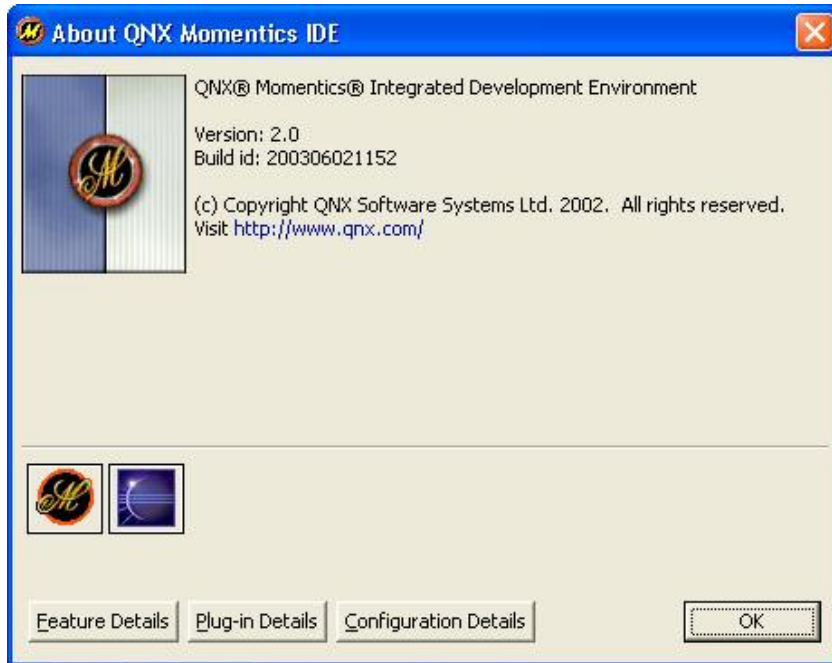 About QNX Momentics IDE
QNX® Momentics® Integrated Development Environment
Version: 2.0
Build id: 200306021152
(c) Copyright QNX Software Systems Ltd. 2002.  All rights reserved.
Visit http://www.qnx.com/
Feature Details
Plug-in Details
Configuration Details
OK